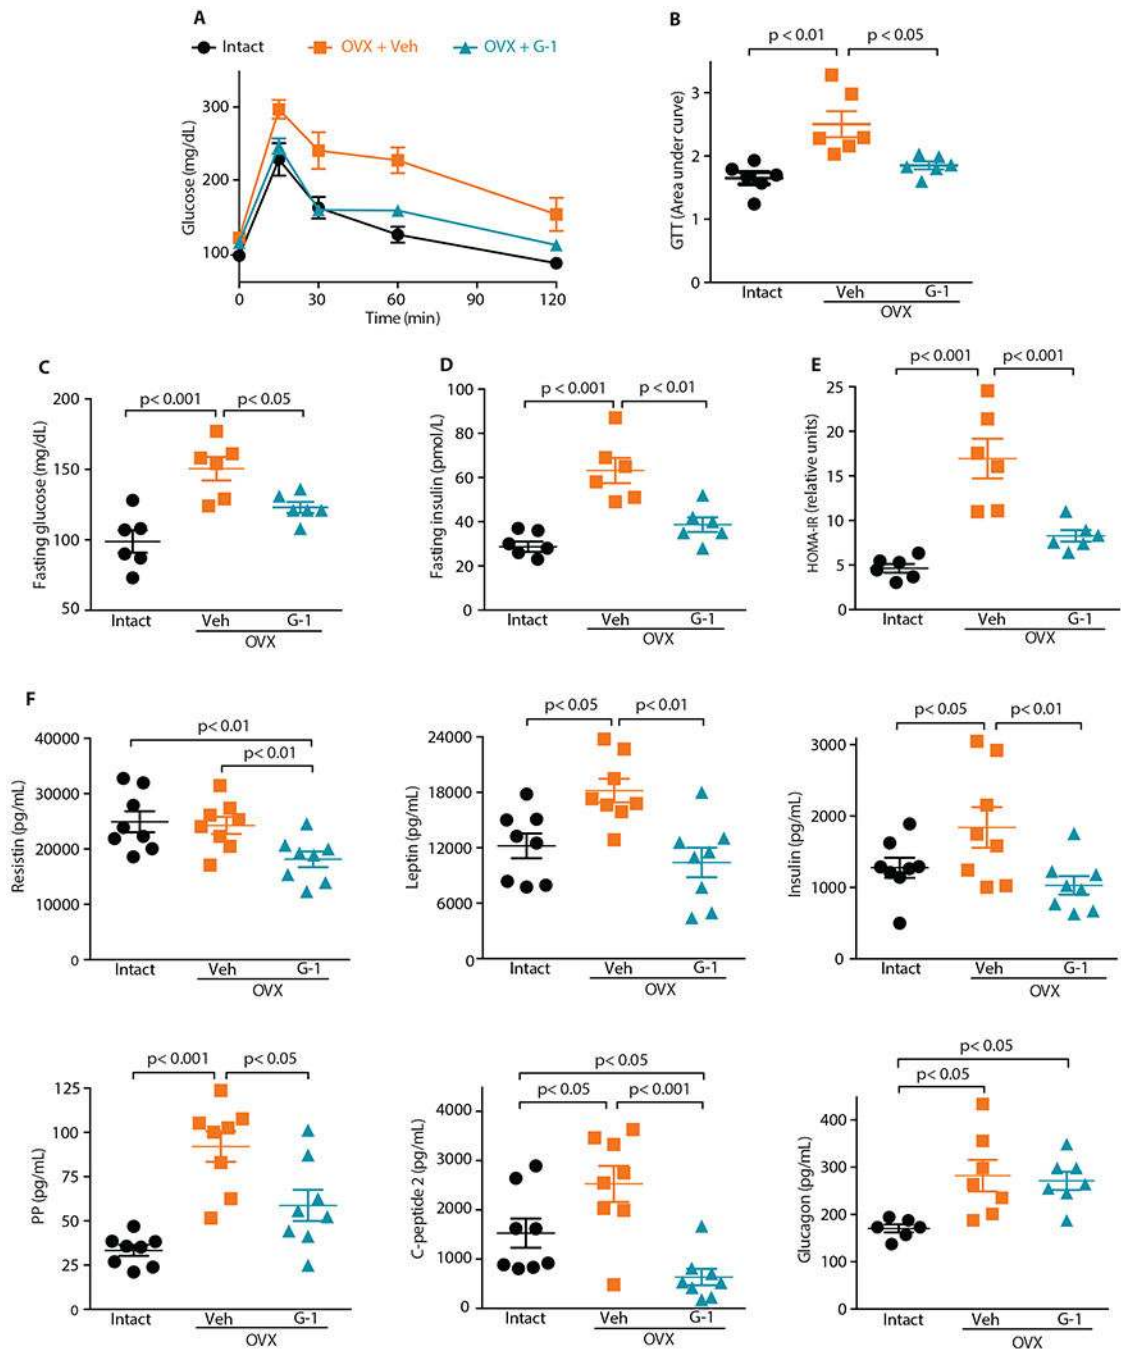 A
Intact
OVX + Veh
OVX + G-1
Glucose (mg/dL)
300
200
100
0
30
60
90
120
Time (min)
B
p < 0.01
p < 0.05
GTT (Area under curve)
3
2
1
0
Intact
Veh
G-1
OVX
C
p< 0.001
p< 0.05
Fasting glucose (mg/dL)
200
150
100
50
Intact
Veh
G-1
OVX
D
p< 0.001
p< 0.01
Fasting insulin (pmol/L)
100
80
60
40
20
0
Intact
Veh
G-1
OVX
E
p< 0.001
p< 0.001
HOMA-IR (relative units)
25
20
15
10
5
0
Intact
Veh
G-1
OVX
F
p< 0.01
p< 0.01
Resistin (pg/mL)
40000
30000
20000
10000
0
Intact
Veh
G-1
OVX
p< 0.05
p< 0.01
Leptin (pg/mL)
24000
18000
12000
6000
0
Intact
Veh
G-1
OVX
p< 0.05
p< 0.01
Insulin (pg/mL)
3000
2000
1000
0
Intact
Veh
G-1
OVX
p< 0.001
p< 0.05
PP (pg/mL)
125
100
75
50
25
0
Intact
Veh
G-1
OVX
p< 0.05
p< 0.05
p< 0.001
C-peptide 2 (pg/mL)
4000
3000
2000
1000
0
Intact
Veh
G-1
OVX
p< 0.05
p< 0.05
Glucagon (pg/mL)
400
300
200
100
0
Intact
Veh
G-1
OVX